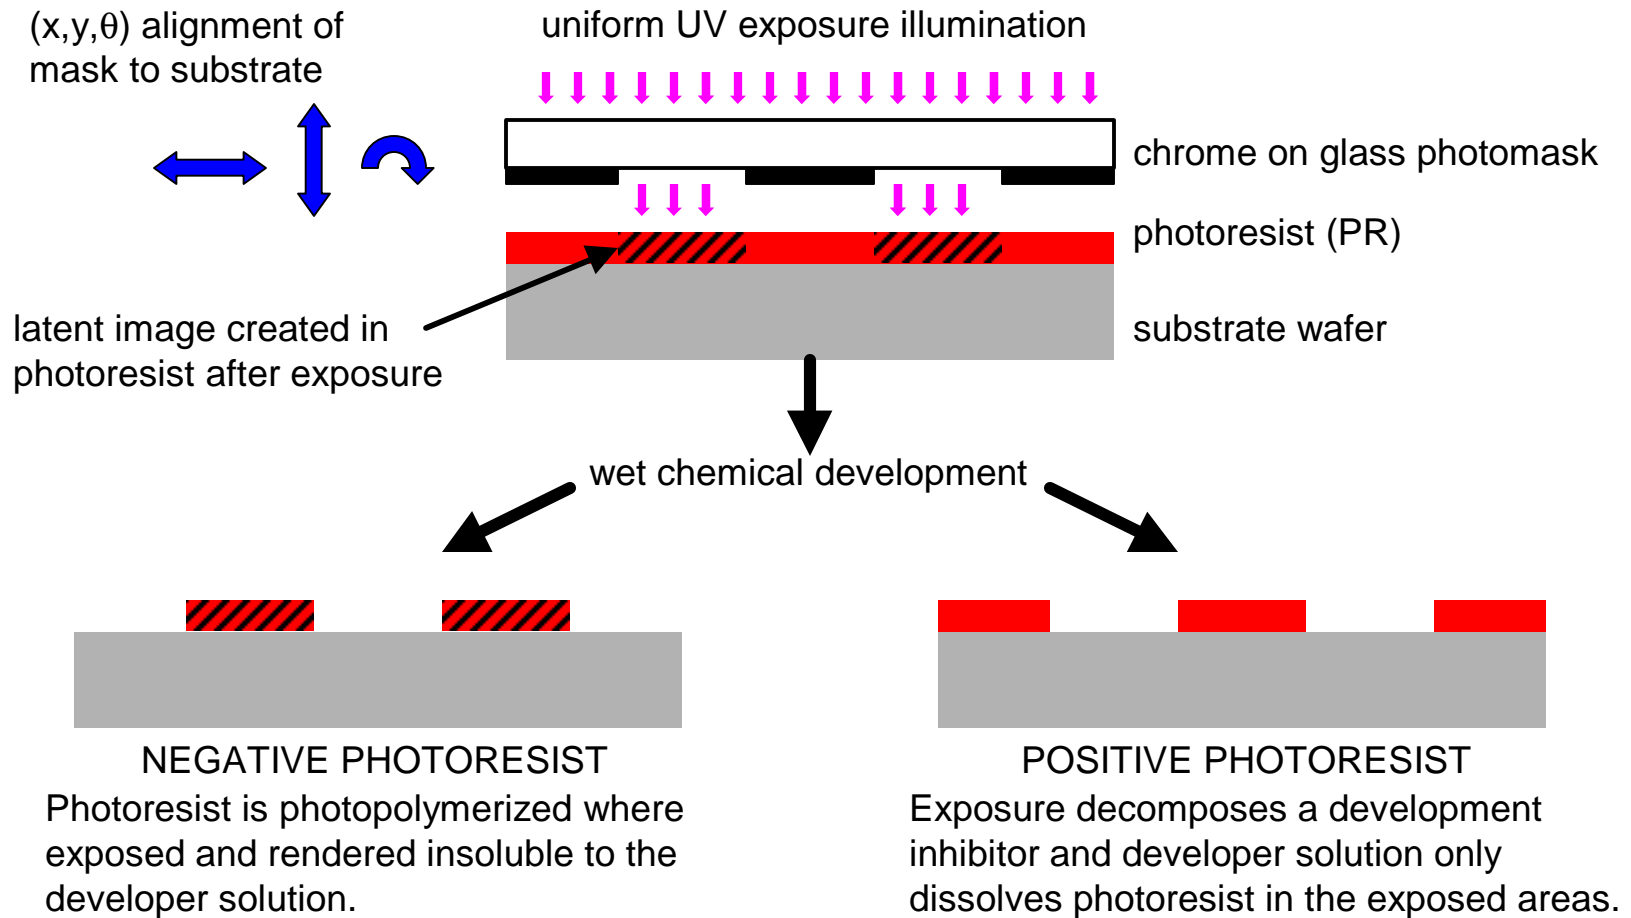 (x,y,θ) alignment of
mask to substrate
uniform UV exposure illumination
chrome on glass photomask
photoresist (PR)
latent image created in
photoresist after exposure
substrate wafer
wet chemical development
NEGATIVE PHOTORESIST
Photoresist is photopolymerized where
exposed and rendered insoluble to the
developer solution.
POSITIVE PHOTORESIST
Exposure decomposes a development
inhibitor and developer solution only
dissolves photoresist in the exposed areas.